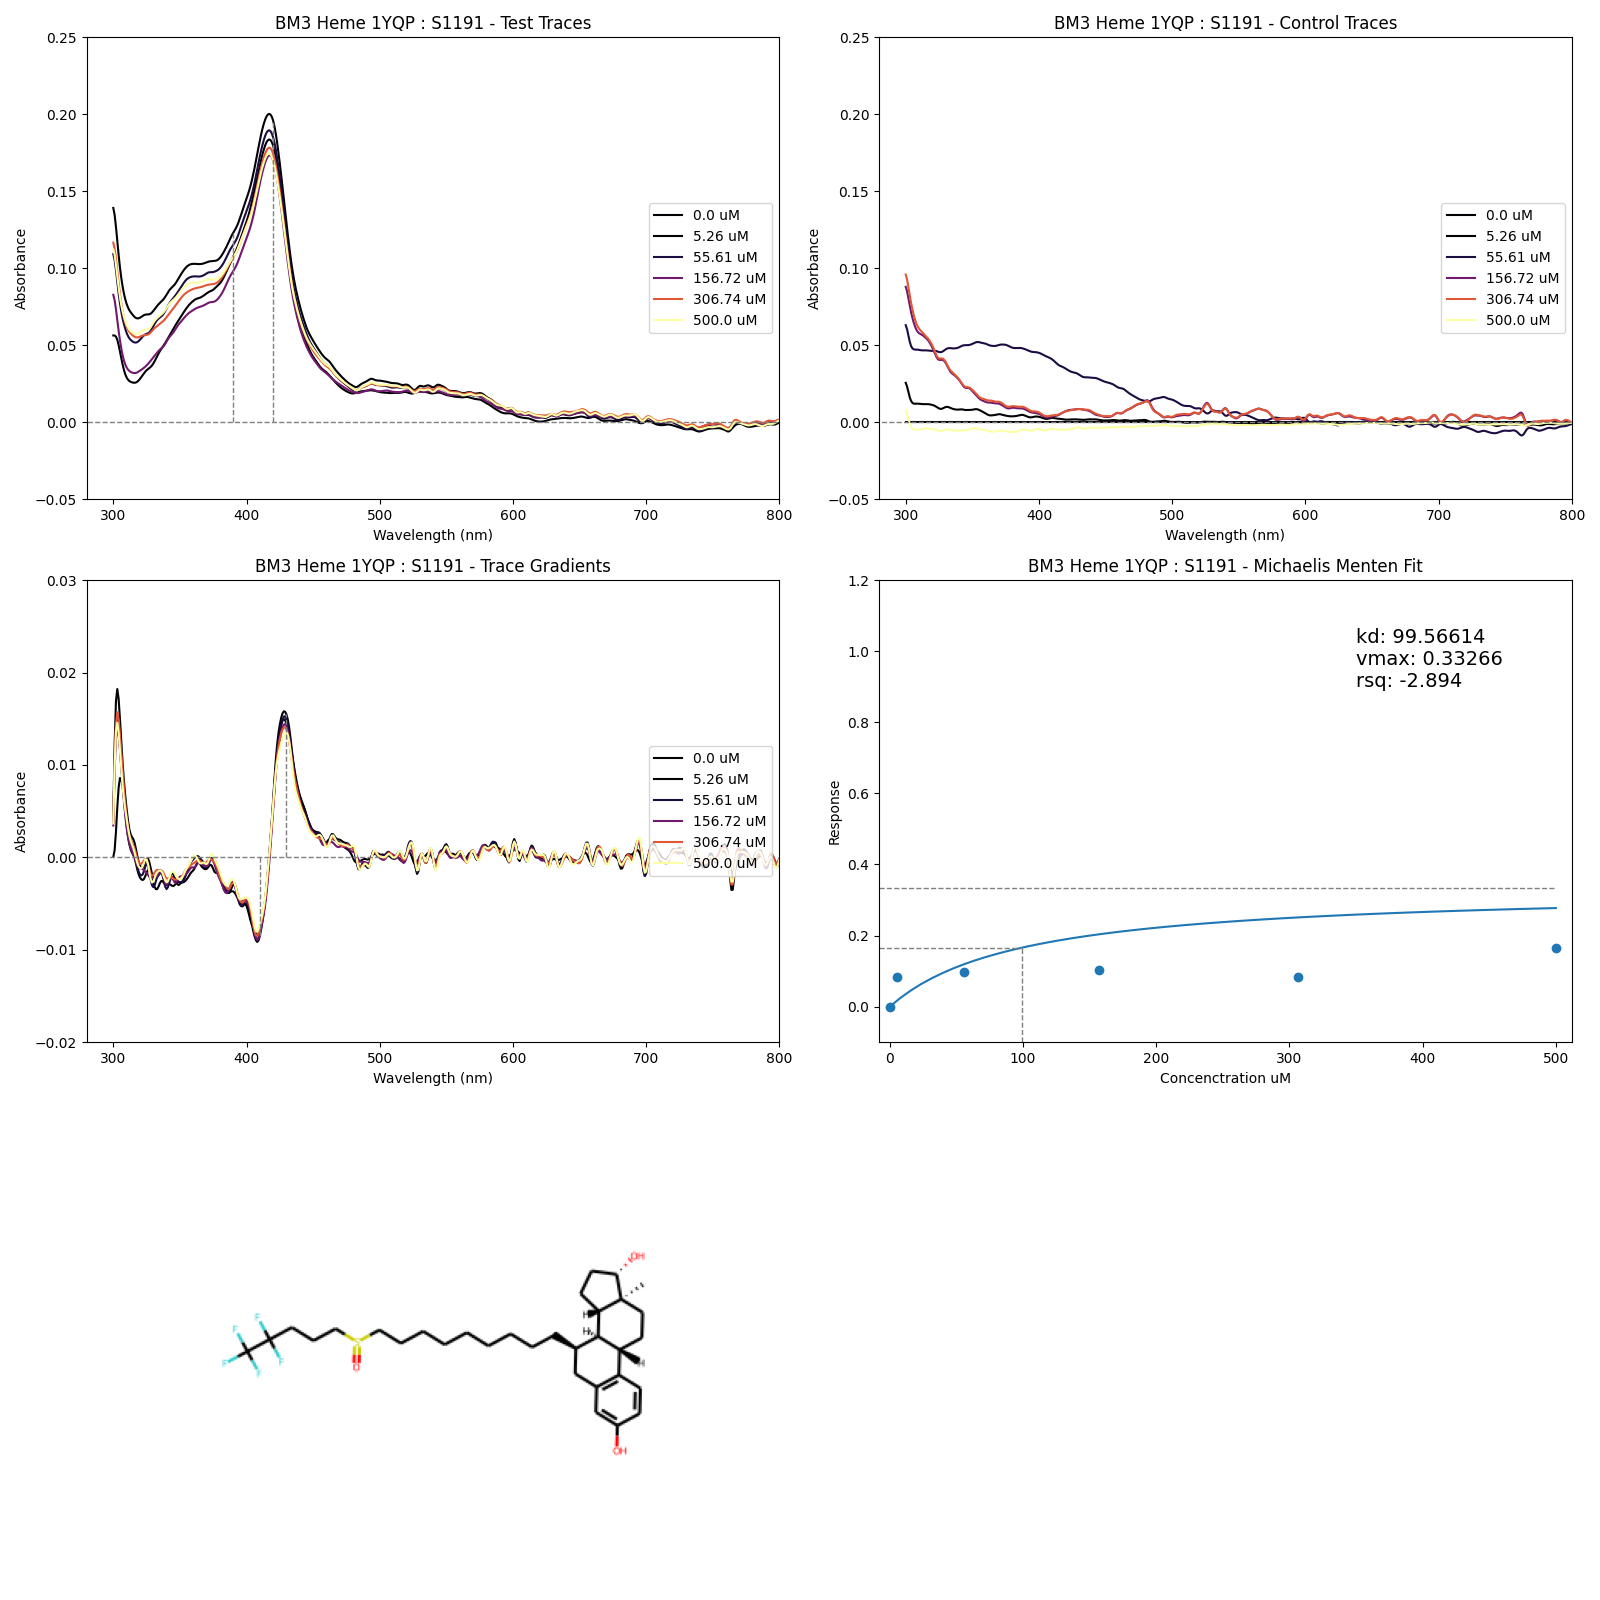 BM3 Heme 1YQP : S1191 - Test Traces
0.25
0.20
0.15
0.10
0.05
0.00
−0.05
Absorbance
300 400 500 600 700 800
Wavelength (nm)
0.0 uM
5.26 uM
55.61 uM
156.72 uM
306.74 uM
500.0 uM
BM3 Heme 1YQP : S1191 - Control Traces
0.25
0.20
0.15
0.10
0.05
0.00
−0.05
Absorbance
300 400 500 600 700 800
Wavelength (nm)
0.0 uM
5.26 uM
55.61 uM
156.72 uM
306.74 uM
500.0 uM
BM3 Heme 1YQP : S1191 - Trace Gradients
0.03
0.02
0.01
0.00
−0.01
−0.02
Absorbance
300 400 500 600 700 800
Wavelength (nm)
0.0 uM
5.26 uM
55.61 uM
156.72 uM
306.74 uM
500.0 uM
BM3 Heme 1YQP : S1191 - Michaelis Menten Fit
1.2
1.0
0.8
0.6
0.4
0.2
0.0
Response
kd: 99.56614
vmax: 0.33266
rsq: -2.894
0 100 200 300 400 500
Concenctration uM
OH
H
H
H
F
F
F
F
F
S
O
OH